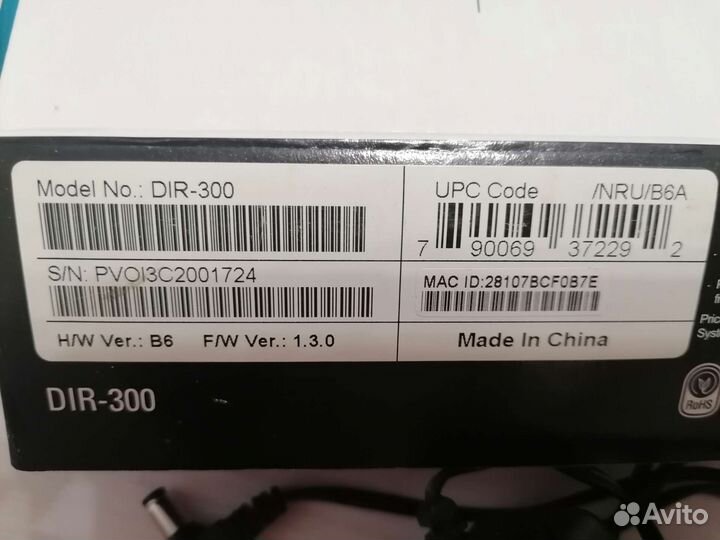 Model No.: DIR-300
UPC Code /NRU/B6A
7 90069 37229 2
S/N: PVOI3C2001724
MAC ID:28107BCF0B7E
H/W Ver.: B6 F/W Ver.: 1.3.0
Made In China
DIR-300
RoHS
Avito